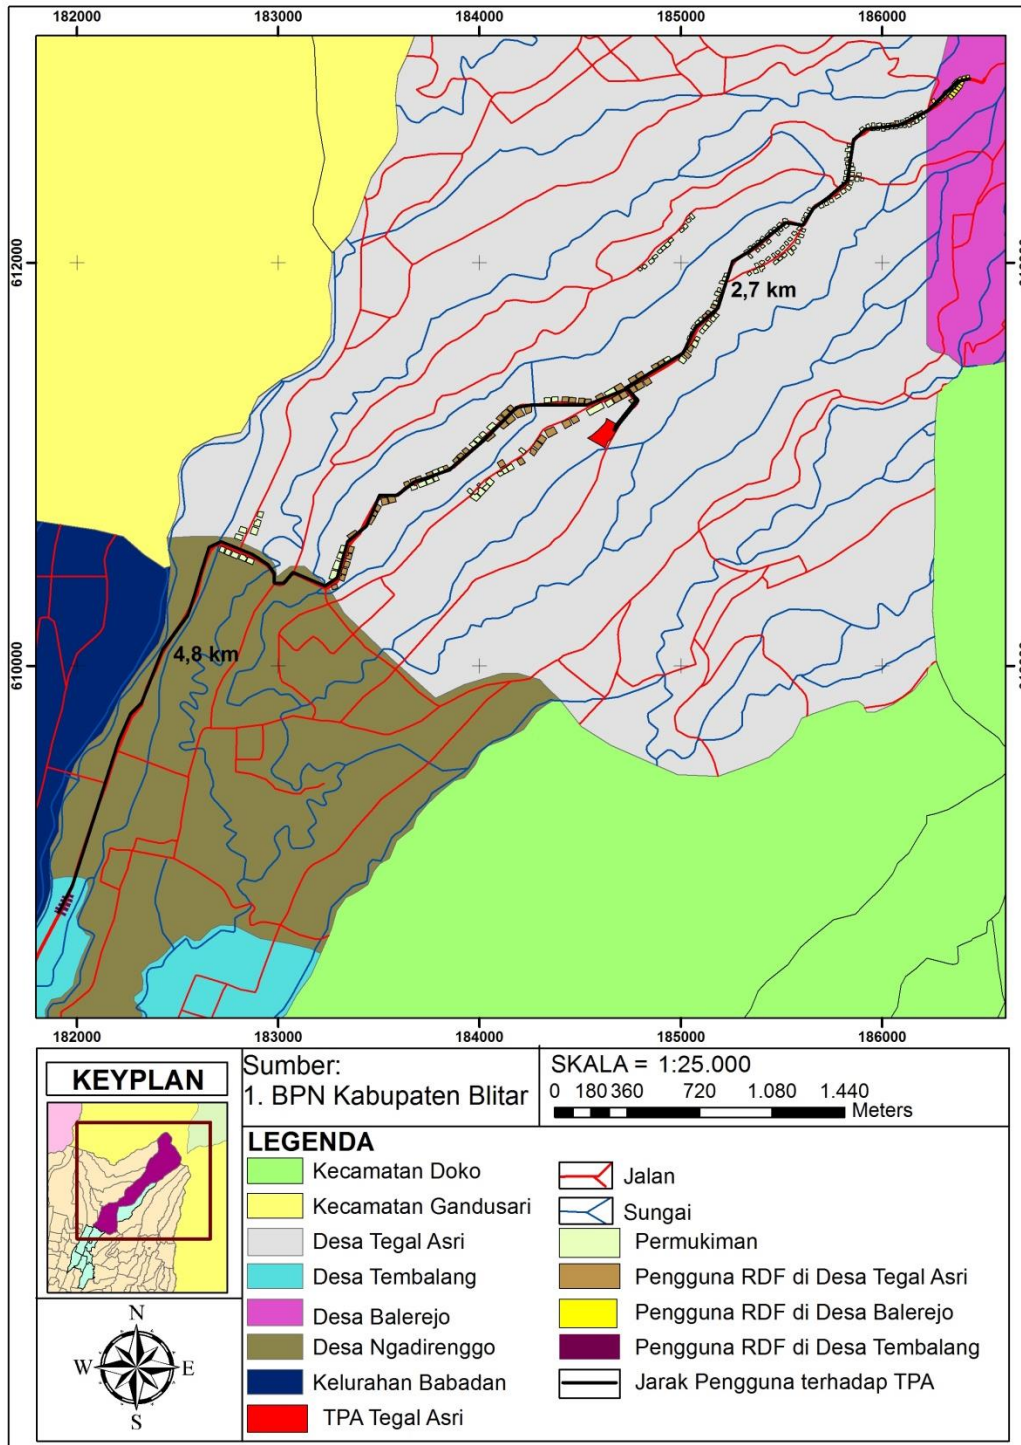 182000 183000 184000 185000 186000
612000
2,7 km
610000
4,8 km
182000 183000 184000 185000 186000
KEYPLAN
Sumber:
1. BPN Kabupaten Blitar
SKALA = 1:25.000
0 180 360 720 1.080 1.440
Meters
LEGENDA
Kecamatan Doko
Kecamatan Gandusari
Desa Tegal Asri
Desa Tembalang
Desa Balerejo
Desa Ngadirenggo
Kelurahan Babadan
TPA Tegal Asri
Jalan
Sungai
Permukiman
Pengguna RDF di Desa Tegal Asri
Pengguna RDF di Desa Balerejo
Pengguna RDF di Desa Tembalang
Jarak Pengguna terhadap TPA
N
W E
S